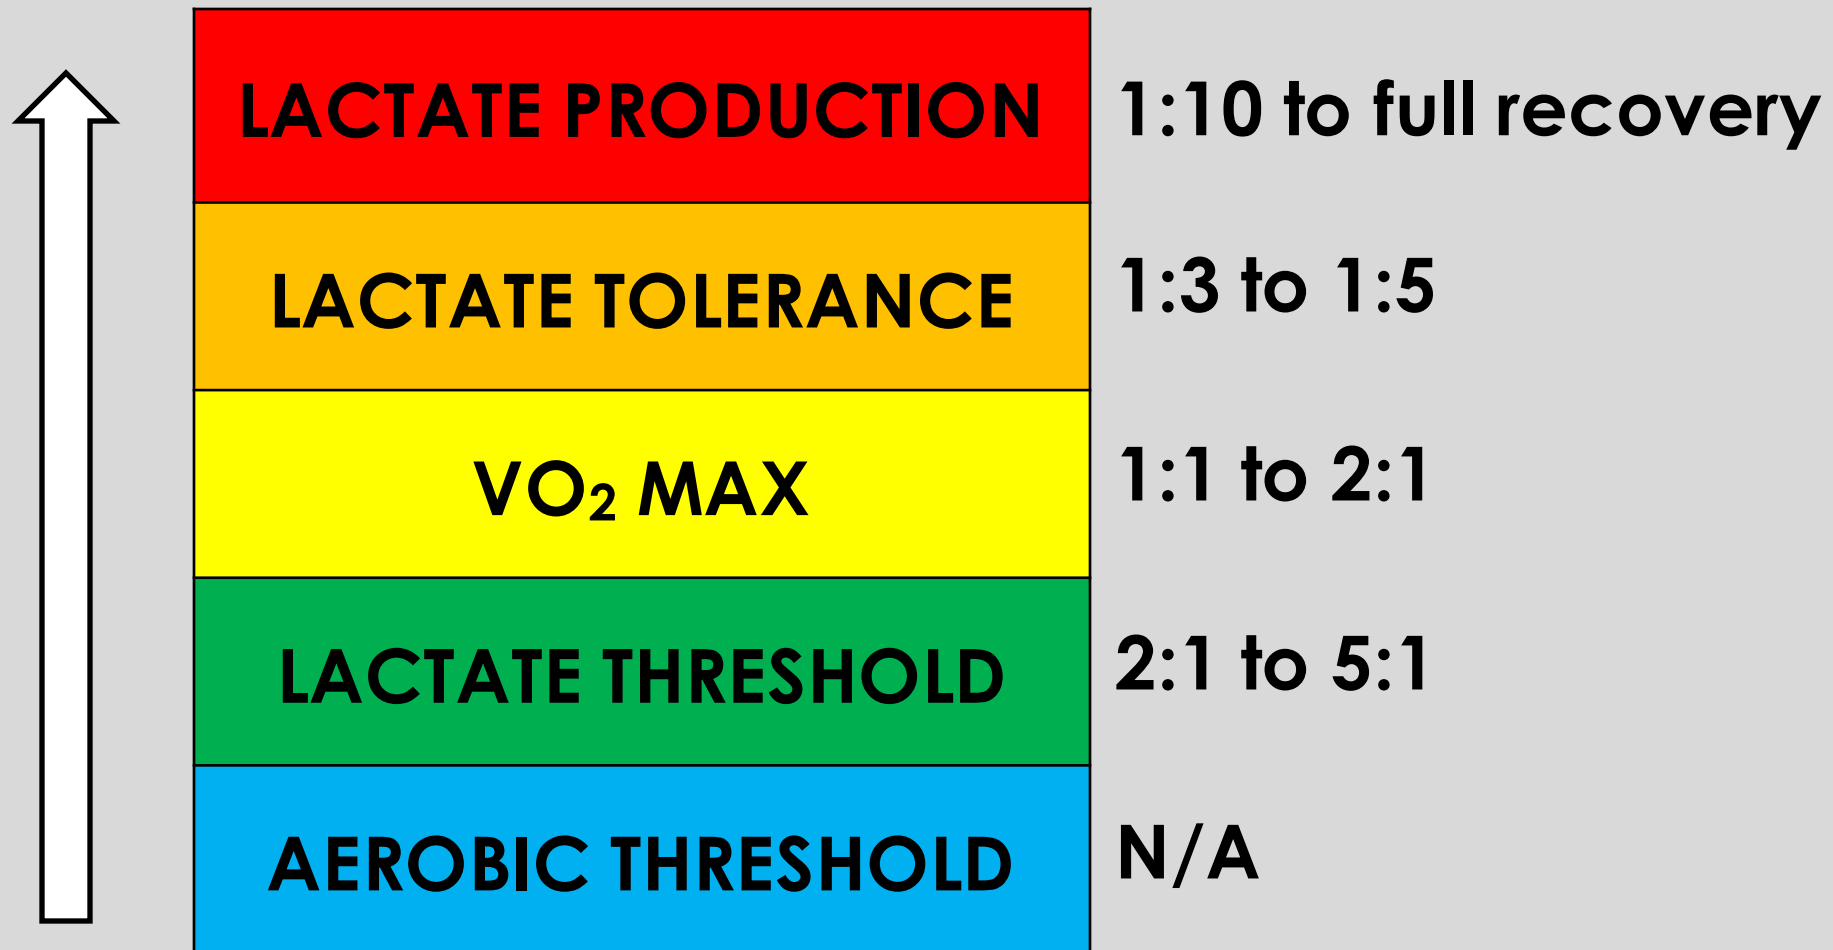 LACTATE PRODUCTION 1:10 to full recovery
LACTATE TOLERANCE 1:3 to 1:5
VO₂ MAX 1:1 to 2:1
LACTATE THRESHOLD 2:1 to 5:1
AEROBIC THRESHOLD N/A